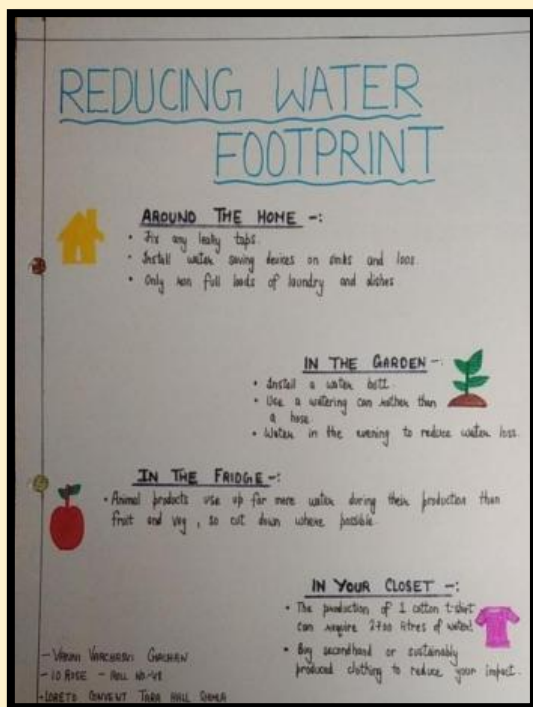 REDUCING WATER
FOOTPRINT
AROUND THE HOME -:
• Fix any leaky taps.
• Install water saving devices on sinks and loos.
• Only run full loads of laundry and dishes
IN THE GARDEN -:
• Install a water butt.
• Use a watering can rather than
a hose.
• Water in the evening to reduce water loss.
IN THE FRIDGE -:
• Animal products use up far more water during their production than
fruit and veg, so cut down where possible.
IN YOUR CLOSET -:
• The production of 1 cotton t-shirt
can require 2700 litres of water!
• Buy secondhand or sustainably
produced clothing to reduce your impact.
- 10 ROSE - ROLL NO.-
- LORETO CONVENT TARA HALL SHIMLA